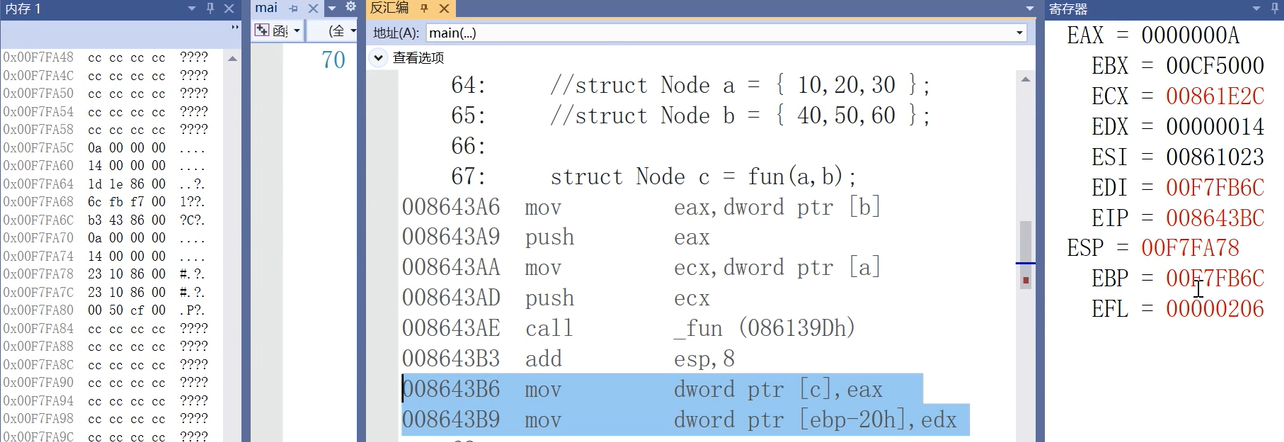 内存 1
0x00F7FA48 cc cc cc cc ????
0x00F7FA4C cc cc cc cc ????
0x00F7FA50 cc cc cc cc ????
0x00F7FA54 cc cc cc cc ????
0x00F7FA58 cc cc cc cc ????
0x00F7FA5C 0a 00 00 00 ....
0x00F7FA60 14 00 00 00 ....
0x00F7FA64 1d 1e 86 00 ..?.
0x00F7FA68 6c fb f7 00 l??.
0x00F7FA6C b3 43 86 00 ?C?.
0x00F7FA70 0a 00 00 00 ....
0x00F7FA74 14 00 00 00 ....
0x00F7FA78 23 10 86 00 #.?.
0x00F7FA7C 23 10 86 00 #.?.
0x00F7FA80 00 50 cf 00 .P?.
0x00F7FA84 cc cc cc cc ????
0x00F7FA88 cc cc cc cc ????
0x00F7FA8C cc cc cc cc ????
0x00F7FA90 cc cc cc cc ????
0x00F7FA94 cc cc cc cc ????
0x00F7FA98 cc cc cc cc ????
0x00F7FA9C cc cc cc cc ????
mai
(全
70
反汇编
地址(A): main(...)
查看选项
64: //struct Node a = { 10,20,30 };
65: //struct Node b = { 40,50,60 };
66:
67: struct Node c = fun(a,b);
008643A6 mov eax,dword ptr [b]
008643A9 push eax
008643AA mov ecx,dword ptr [a]
008643AD push ecx
008643AE call _fun (086139Dh)
008643B3 add esp,8
008643B6 mov dword ptr [c],eax
008643B9 mov dword ptr [ebp-20h],edx
寄存器
EAX = 0000000A
EBX = 00CF5000
ECX = 00861E2C
EDX = 00000014
ESI = 00861023
EDI = 00F7FB6C
EIP = 008643BC
ESP = 00F7FA78
EBP = 00F7FB6C
EFL = 00000206